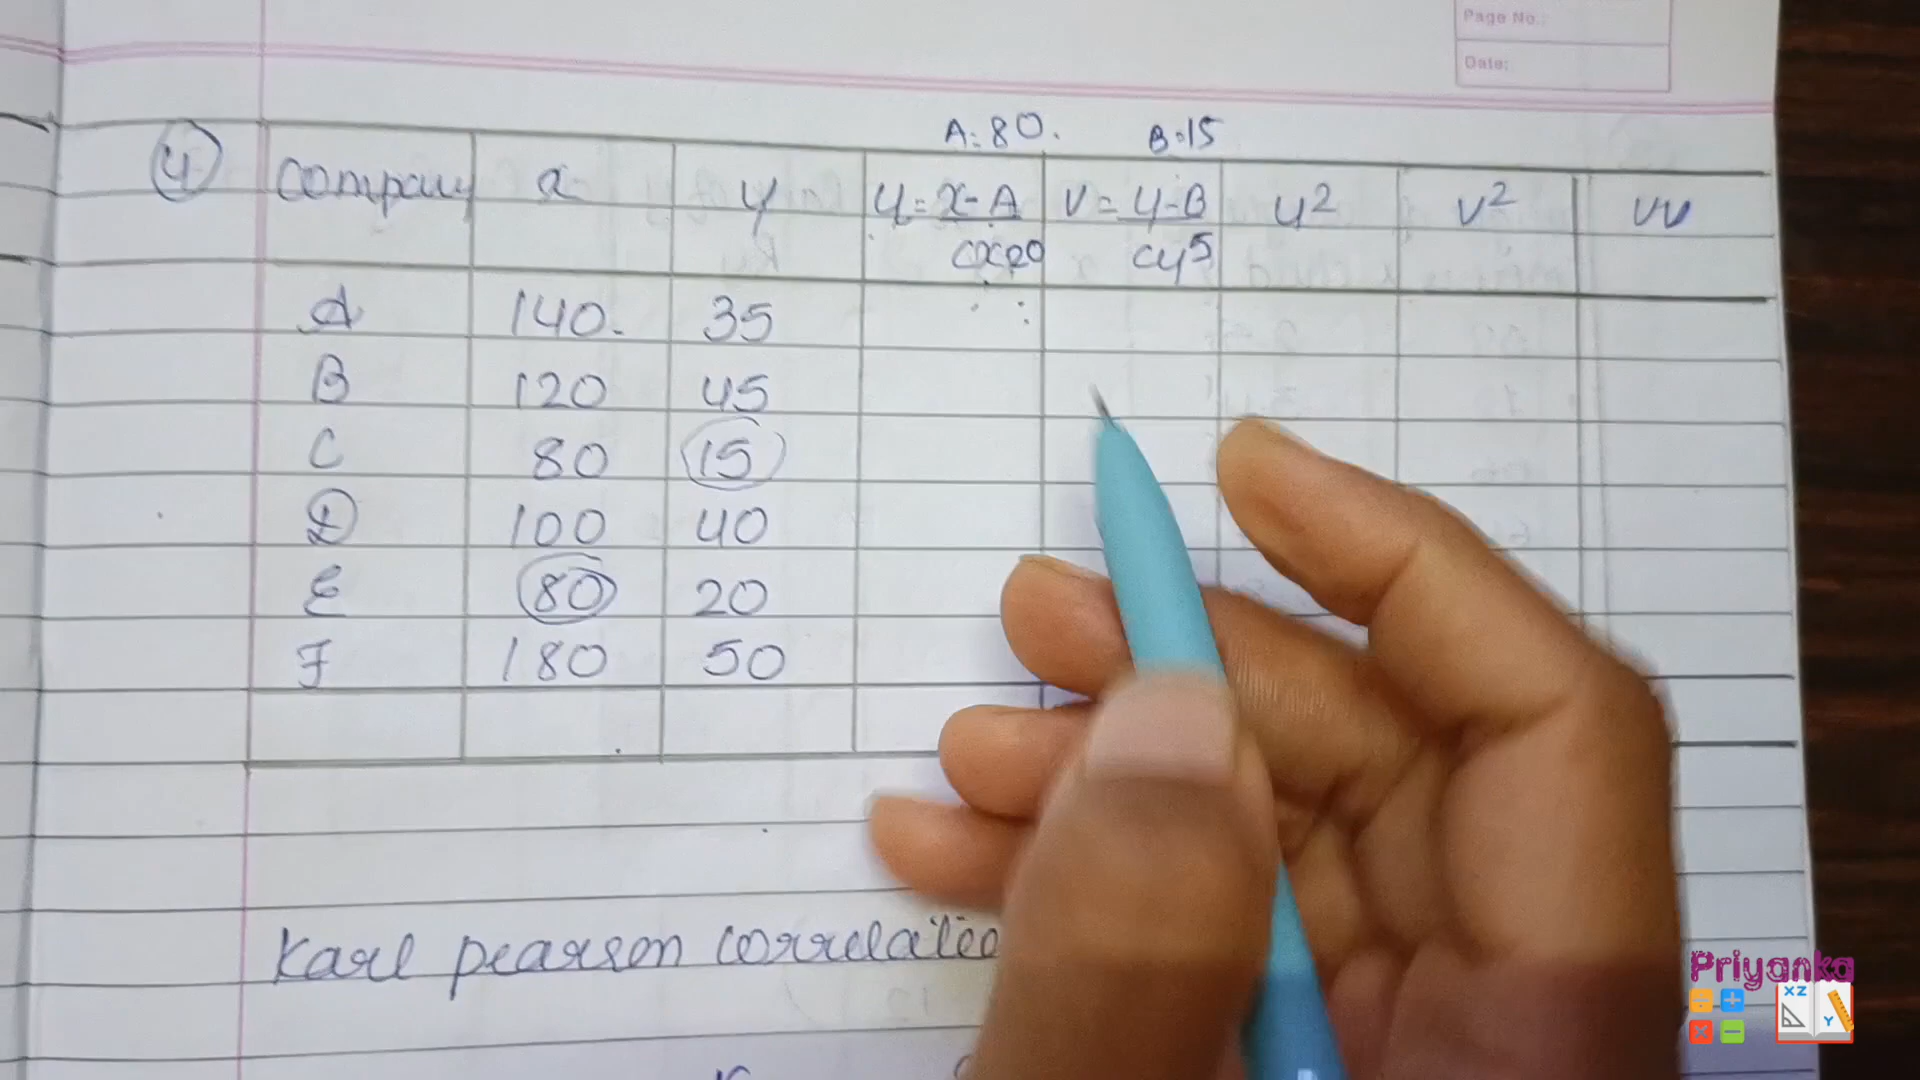 Page No.:
Date:
A=80. B=15
4 company x y u = x-A v = y-B u2 v2 uv
cx20 cy5
A 140. 35
B 120 45
C 80 15
D 100 40
E 80 20
F 180 50
Karl pearson
Priyanka
XZ
Y